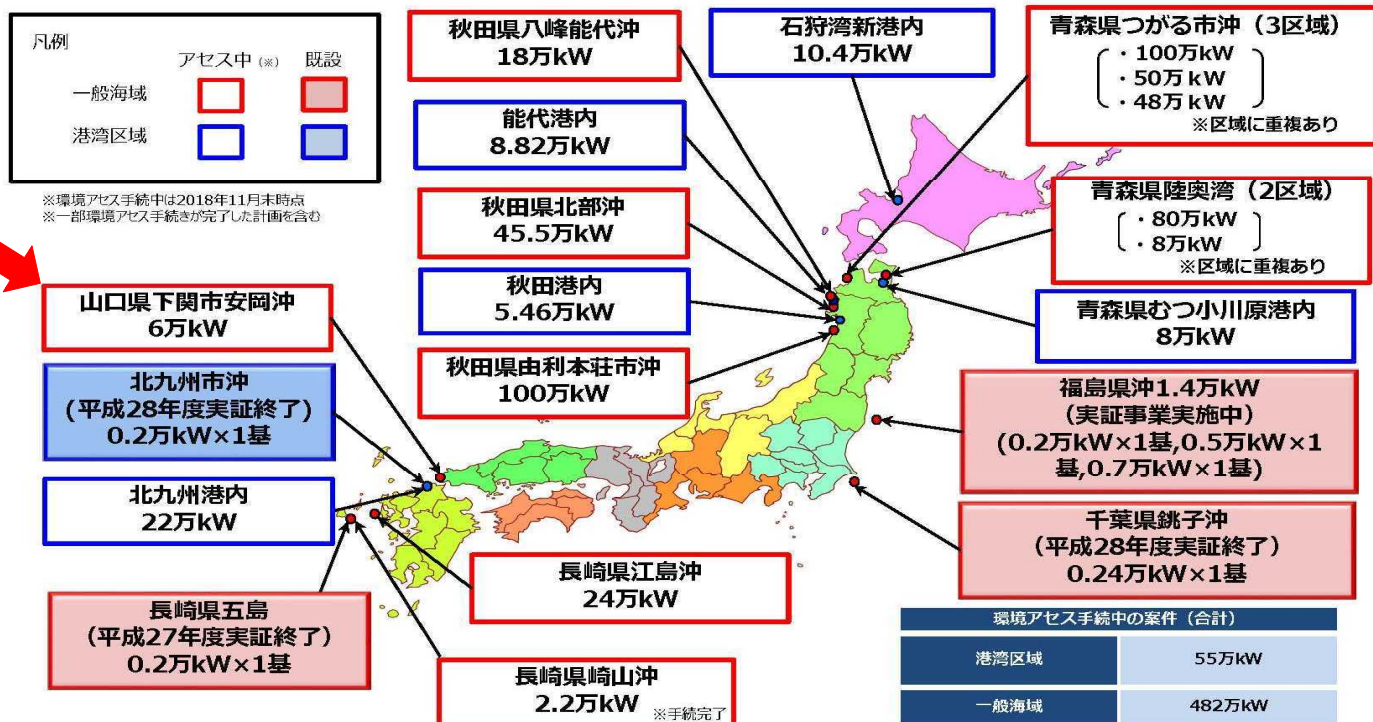 凡例
アセス中（※） 既設
一般海域
港湾区域
※環境アセス手続中は2018年11月末時点
※一部環境アセス手続きが完了した計画を含む
秋田県八峰能代沖
18万kW
能代港内
8.82万kW
秋田県北部沖
45.5万kW
秋田港内
5.46万kW
秋田県由利本荘市沖
100万kW
石狩湾新港内
10.4万kW
青森県つがる市沖（3区域）
・100万kW
・50万kW
・48万kW
※区域に重複あり
青森県陸奥湾（2区域）
・80万kW
・8万kW
※区域に重複あり
青森県むつ小川原港内
8万kW
福島県沖1.4万kW
(実証事業実施中)
(0.2万kW×1基,0.5万kW×1
基,0.7万kW×1基)
千葉県銚子沖
（平成28年度実証終了）
0.24万kW×1基
山口県下関市安岡沖
6万kW
北九州市沖
(平成28年度実証終了)
0.2万kW×1基
北九州港内
22万kW
長崎県五島
（平成27年度実証終了）
0.2万kW×1基
長崎県江島沖
24万kW
長崎県崎山沖
2.2万kW ※手続完了
環境アセス手続中の案件（合計）
港湾区域 55万kW
一般海域 482万kW